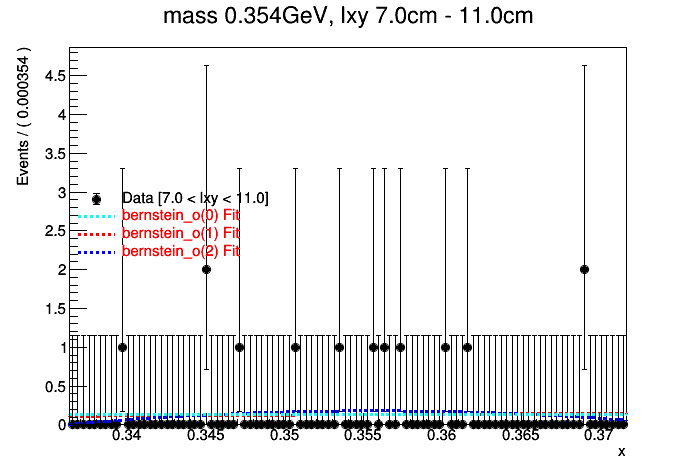 mass 0.354GeV, lxy 7.0cm - 11.0cm
Events / ( 0.000354 )
4.5
4
3.5
3
2.5
2
1.5
1
0.5
0
Data [7.0 < lxy < 11.0]
bernstein_o(0) Fit
bernstein_o(1) Fit
bernstein_o(2) Fit
0.34 0.345 0.35 0.355 0.36 0.365 0.37
x